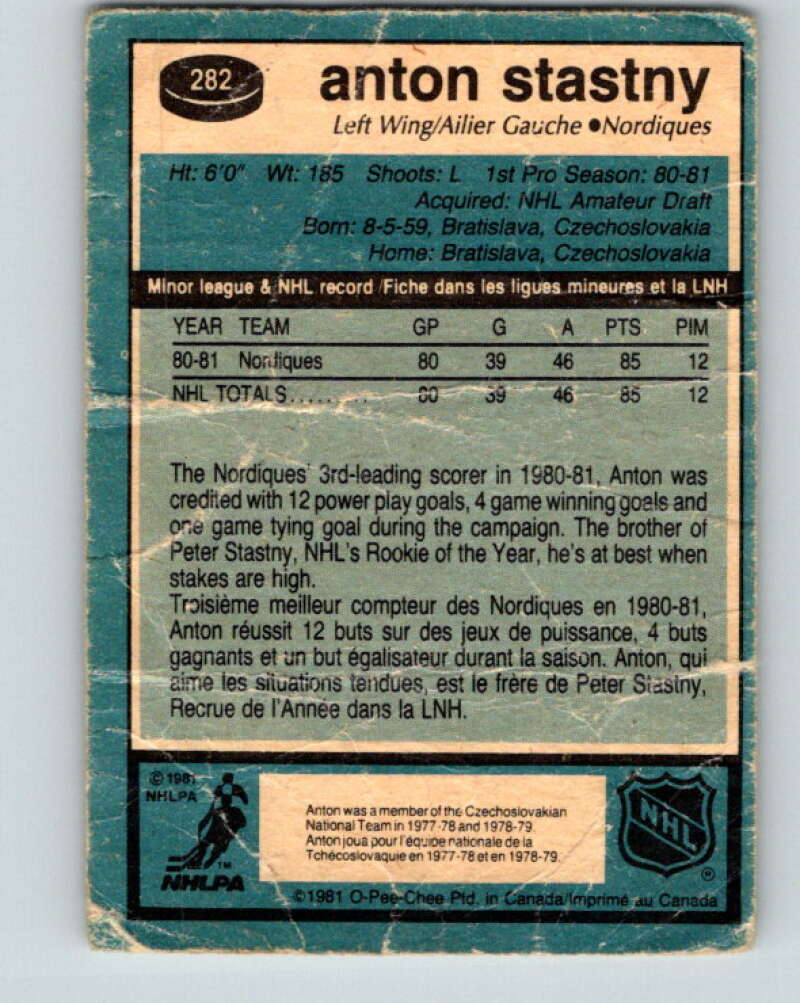 282
anton stastny
Left Wing/Ailier Gauche ●Nordiques
Ht: 6'0" Wt: 185 Shoots: L 1st Pro Season: 80-81
Acquired: NHL Amateur Draft
Born: 8-5-59, Bratislava, Czechoslovakia
Home: Bratislava, Czechoslovakia
Minor league & NHL record/Fiche dans les ligues mineures et la LNH
YEAR TEAM GP G A PTS PIM
80-81 Nordiques 80 39 46 85 12
NHL TOTALS......... 80 39 46 85 12
The Nordiques' 3rd-leading scorer in 1980-81, Anton was
credited with 12 power play goals, 4 game winning goals and
one game tying goal during the campaign. The brother of
Peter Stastny, NHL's Rookie of the Year, he's at best when
stakes are high.
Troisième meilleur compteur des Nordiques en 1980-81,
Anton réussit 12 buts sur des jeux de puissance, 4 buts
gagnants et un but égalisateur durant la saison. Anton, qui
aime les situations tendues, est le frère de Peter Stastny,
Recrue de l'Année dans la LNH.
©1981
NHLPA
TM
NHLPA
Anton was a member of the Czechoslovakian
National Team in 1977-78 and 1978-79.
Anton joua pour l'équipe nationale de la
Tchécoslovaquie en 1977-78 et en 1978-79.
NHL
®
©1981 O-Pee-Chee Ptd. in Canada/Imprimé au Canada